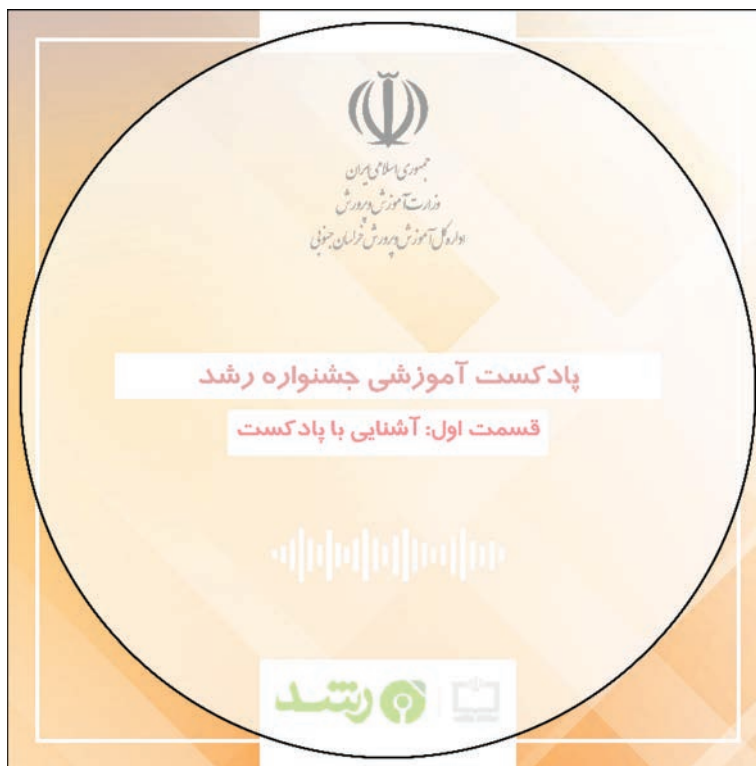 جمهوری اسلامی ایران
وزارت آموزش و پرورش
اداره کل آموزش و پرورش خراسان جنوبی
پادکست آموزشی جشنواره رشد
قسمت اول: آشنایی با پادکست
رشد